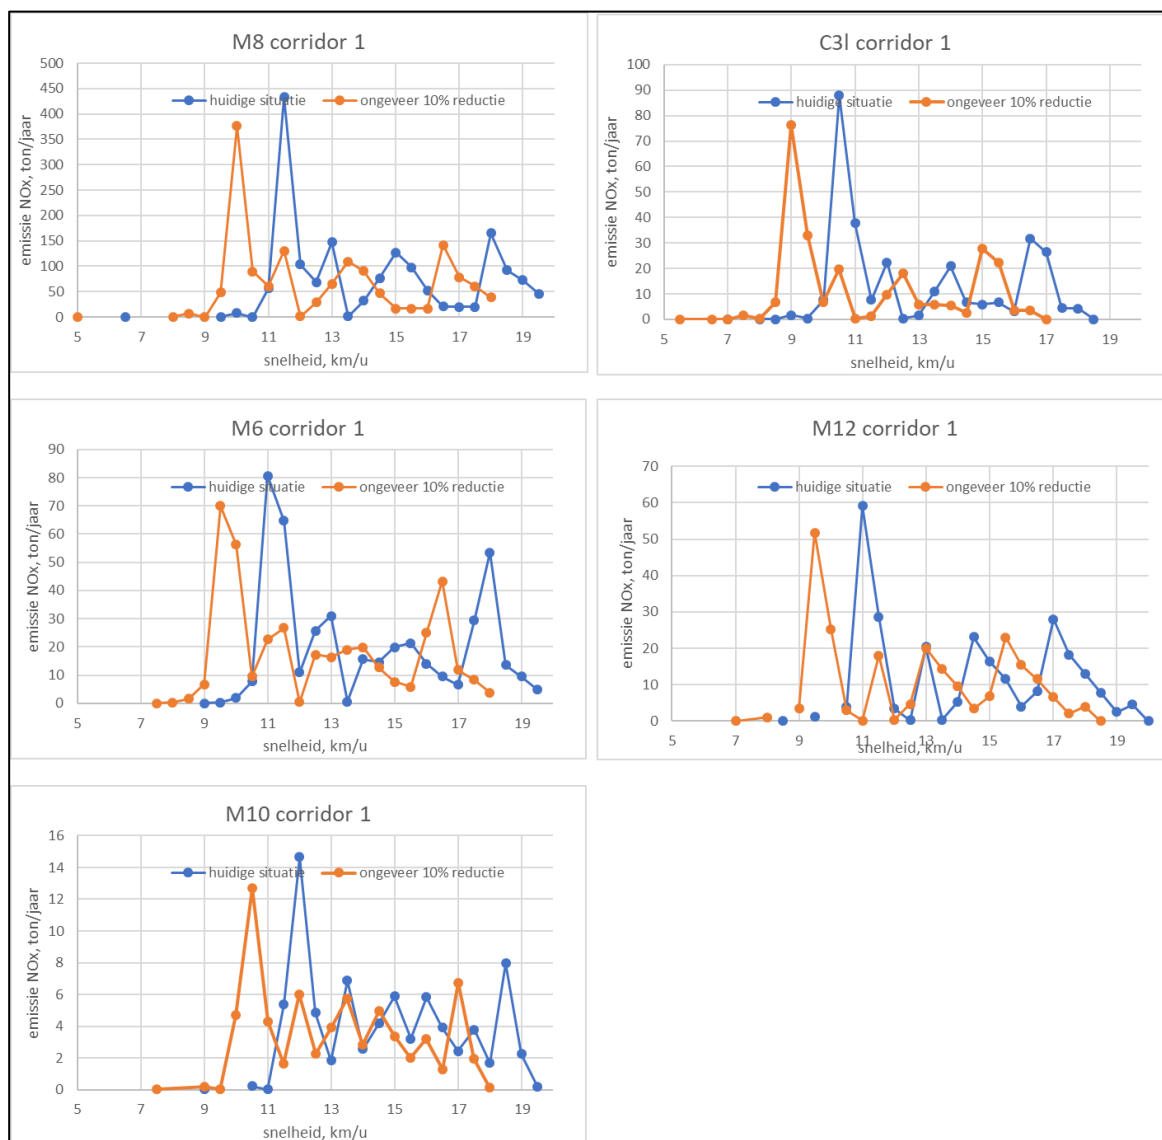 M8 corridor 1
500
450
400
350
300
250
200
150
100
50
0
emissie NOx, ton/jaar
huidige situatie ongeveer 10% reductie
5 7 9 11 13 15 17 19
snelheid, km/u
C3l corridor 1
100
90
80
70
60
50
40
30
20
10
0
emissie NOx, ton/jaar
huidige situatie ongeveer 10% reductie
5 7 9 11 13 15 17 19
snelheid, km/u
M6 corridor 1
90
80
70
60
50
40
30
20
10
0
emissie NOx, ton/jaar
huidige situatie ongeveer 10% reductie
5 7 9 11 13 15 17 19
snelheid, km/u
M12 corridor 1
70
60
50
40
30
20
10
0
emissie NOx, ton/jaar
huidige situatie ongeveer 10% reductie
5 7 9 11 13 15 17 19
snelheid, km/u
M10 corridor 1
16
14
12
10
8
6
4
2
0
emissie NOx, ton/jaar
huidige situatie ongeveer 10% reductie
5 7 9 11 13 15 17 19
snelheid, km/u